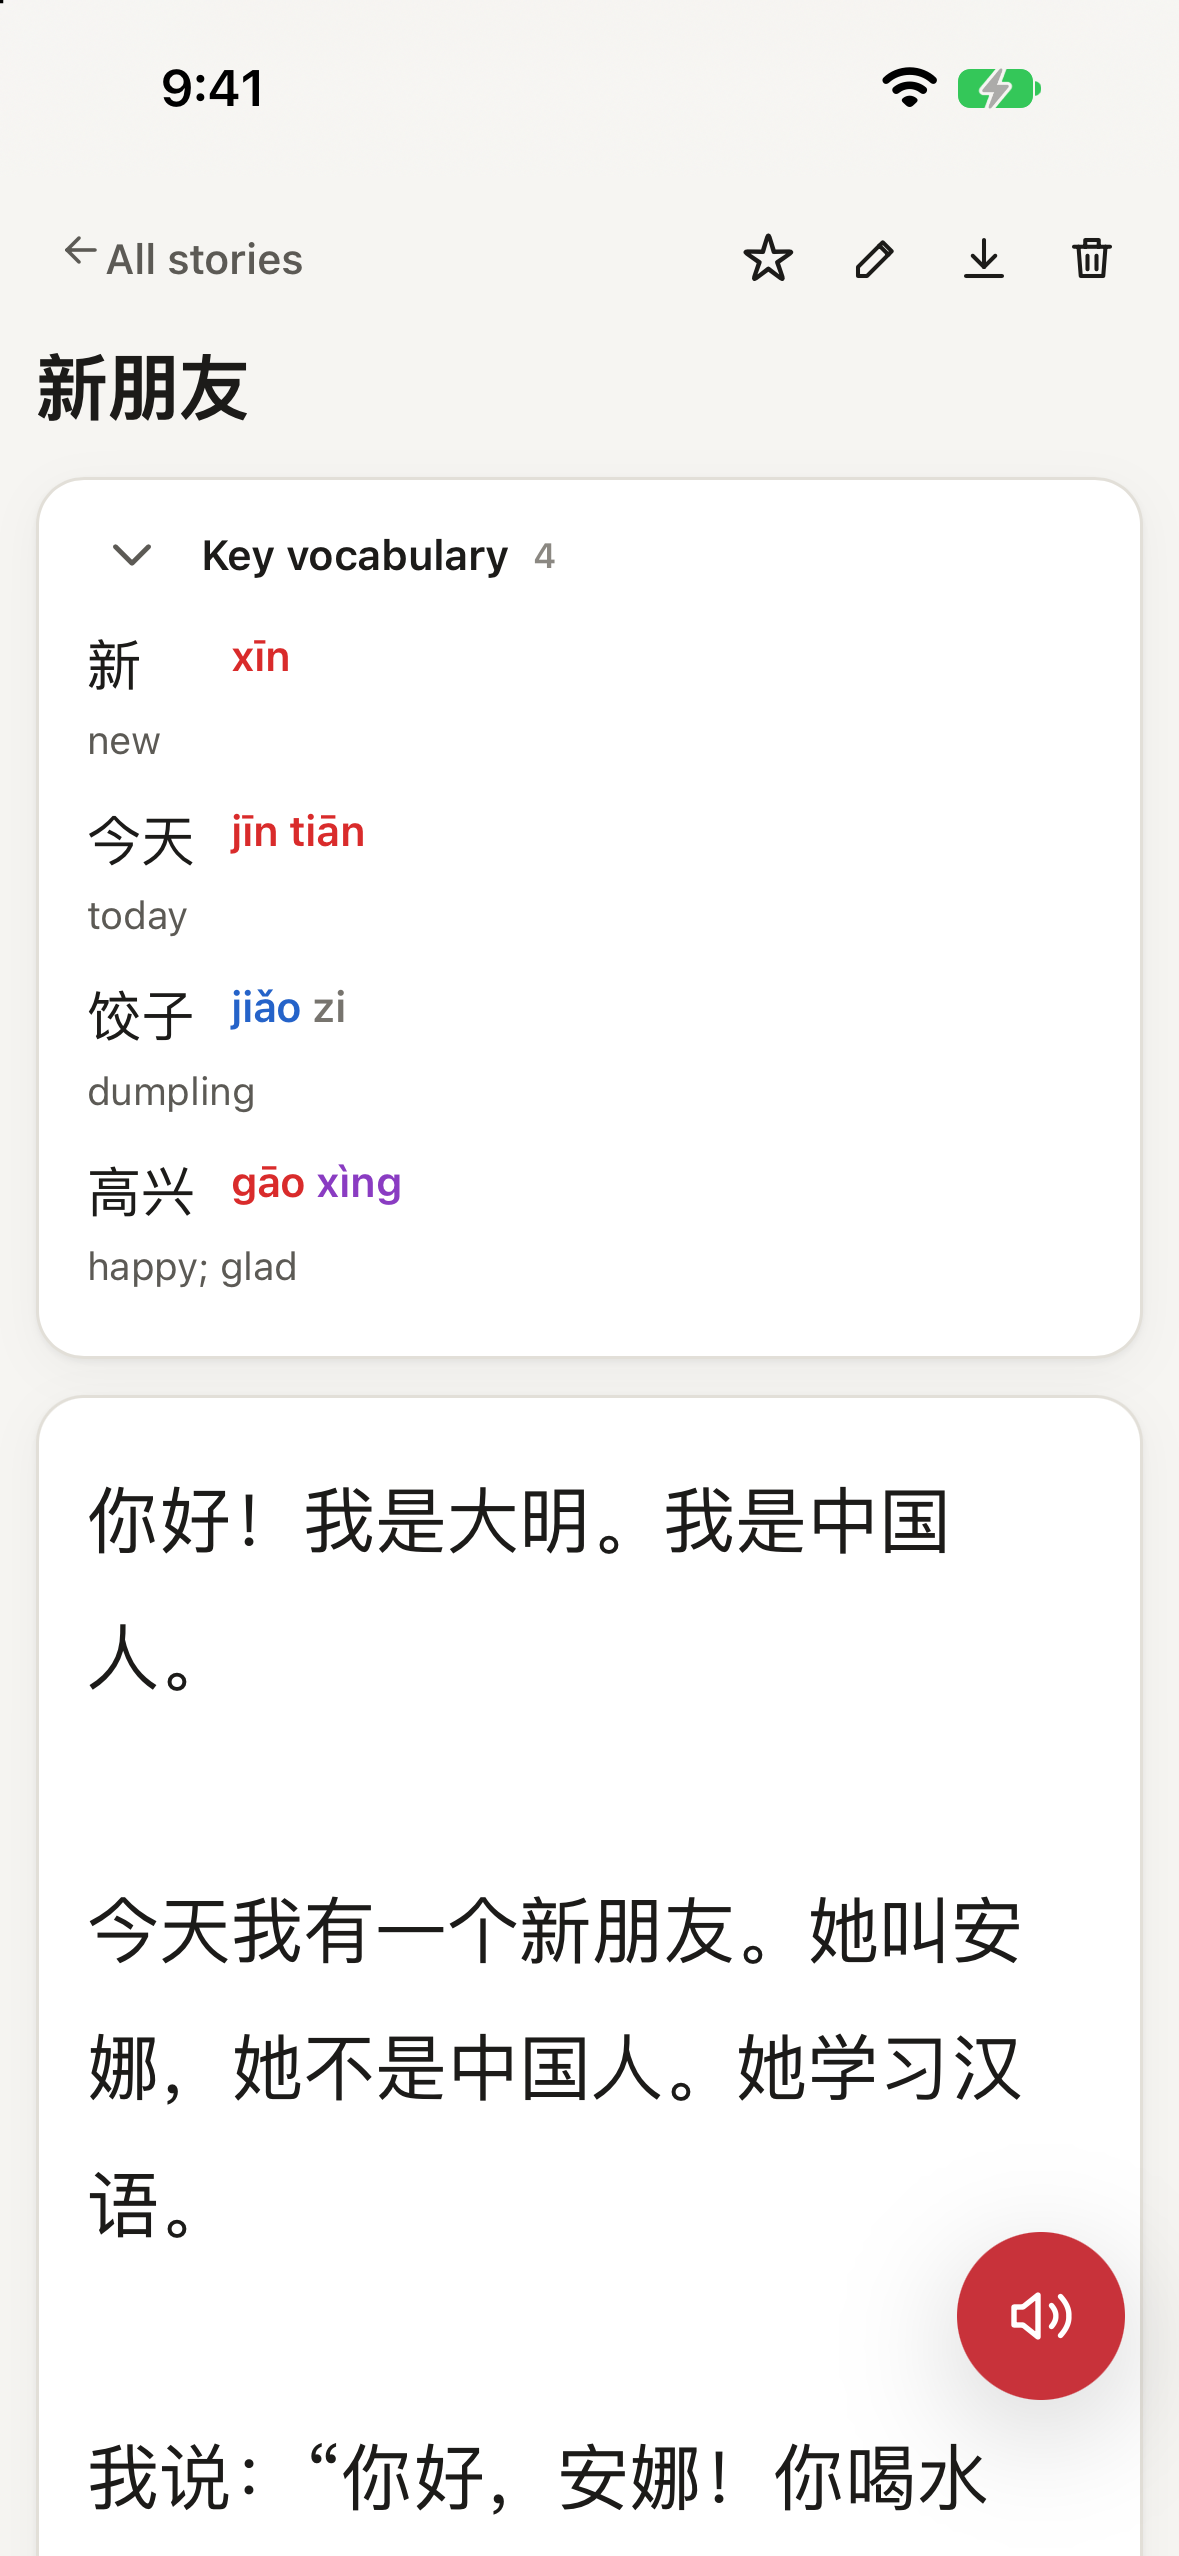 9:41
All stories
新朋友
Key vocabulary 4
新 xīn
new
今天 jīn tiān
today
饺子 jiǎo zi
dumpling
高兴 gāo xìng
happy; glad
你好！我是大明。我是中国
人。
今天我有一个新朋友。她叫安
娜，她不是中国人。她学习汉
语。
我说：“你好，安娜！你喝水